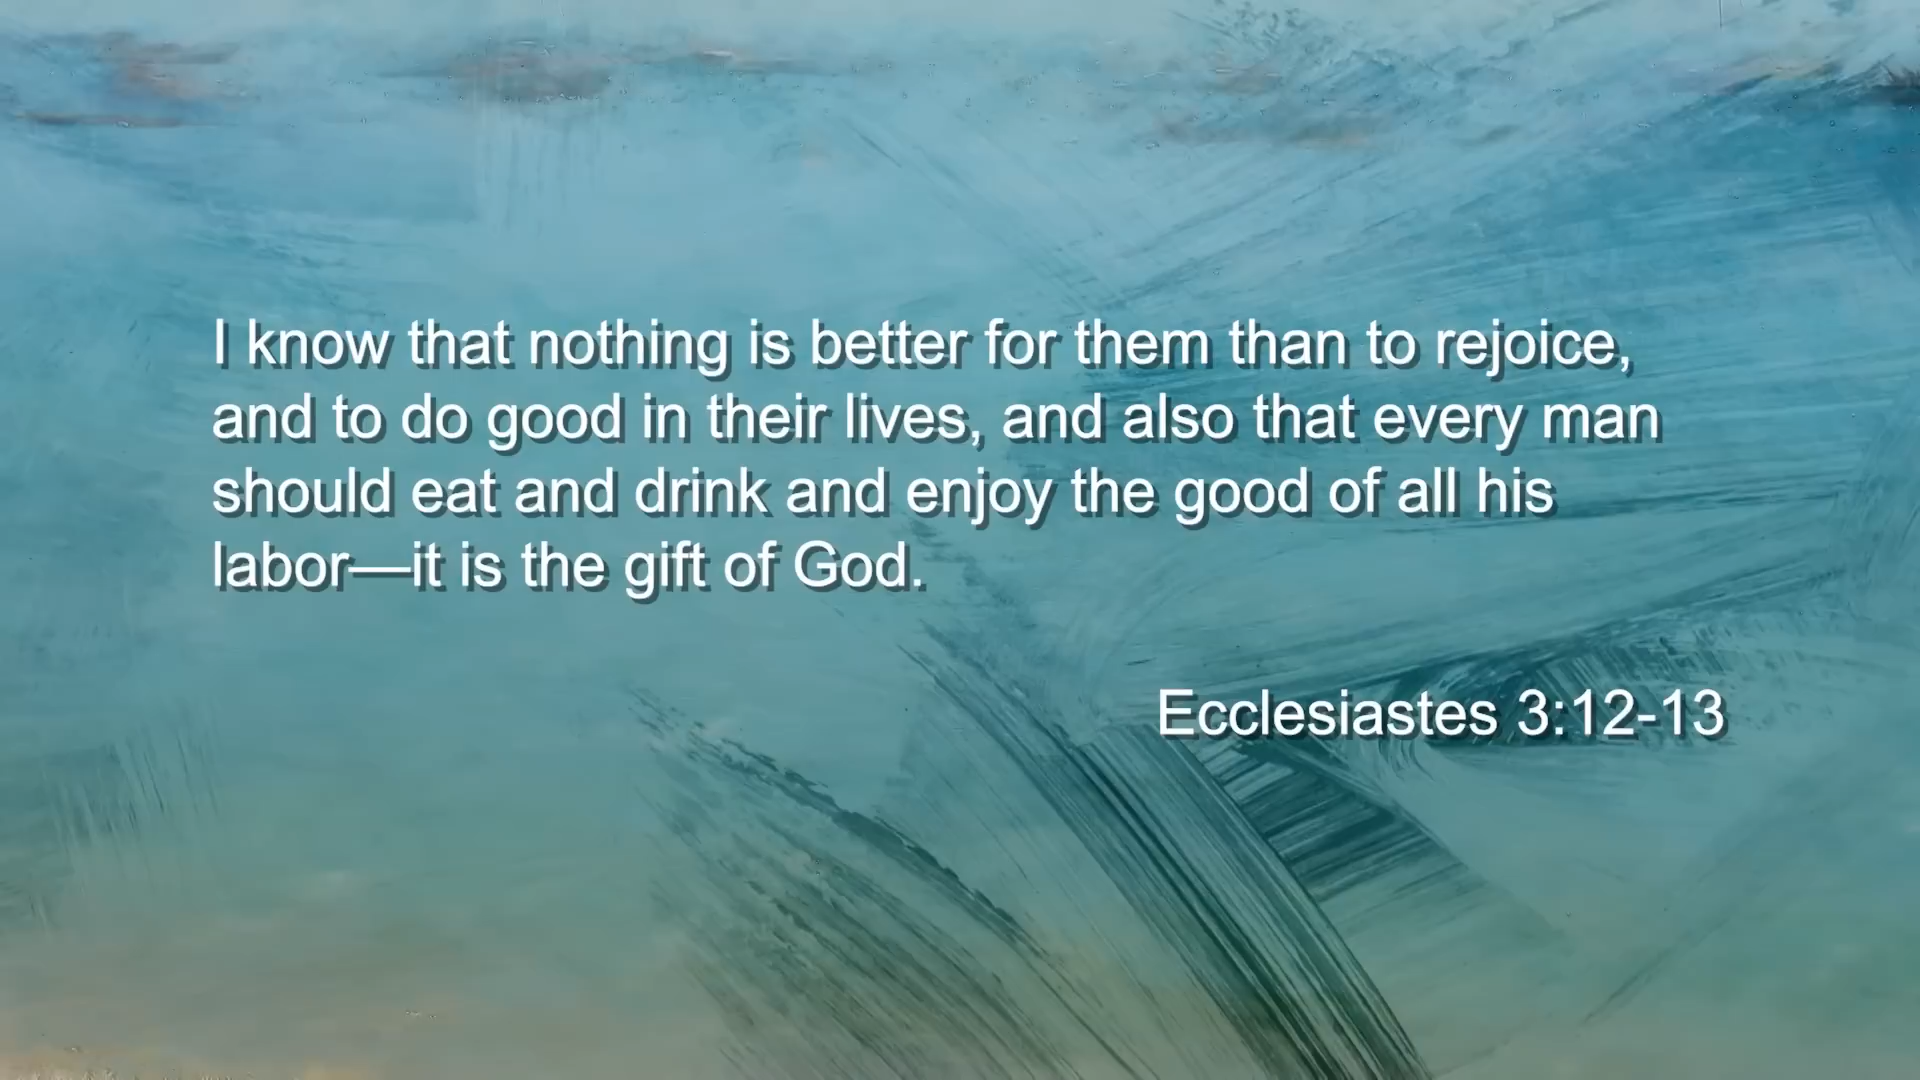 I know that nothing is better for them than to rejoice,
and to do good in their lives, and also that every man
should eat and drink and enjoy the good of all his
labor—it is the gift of God.
Ecclesiastes 3:12-13